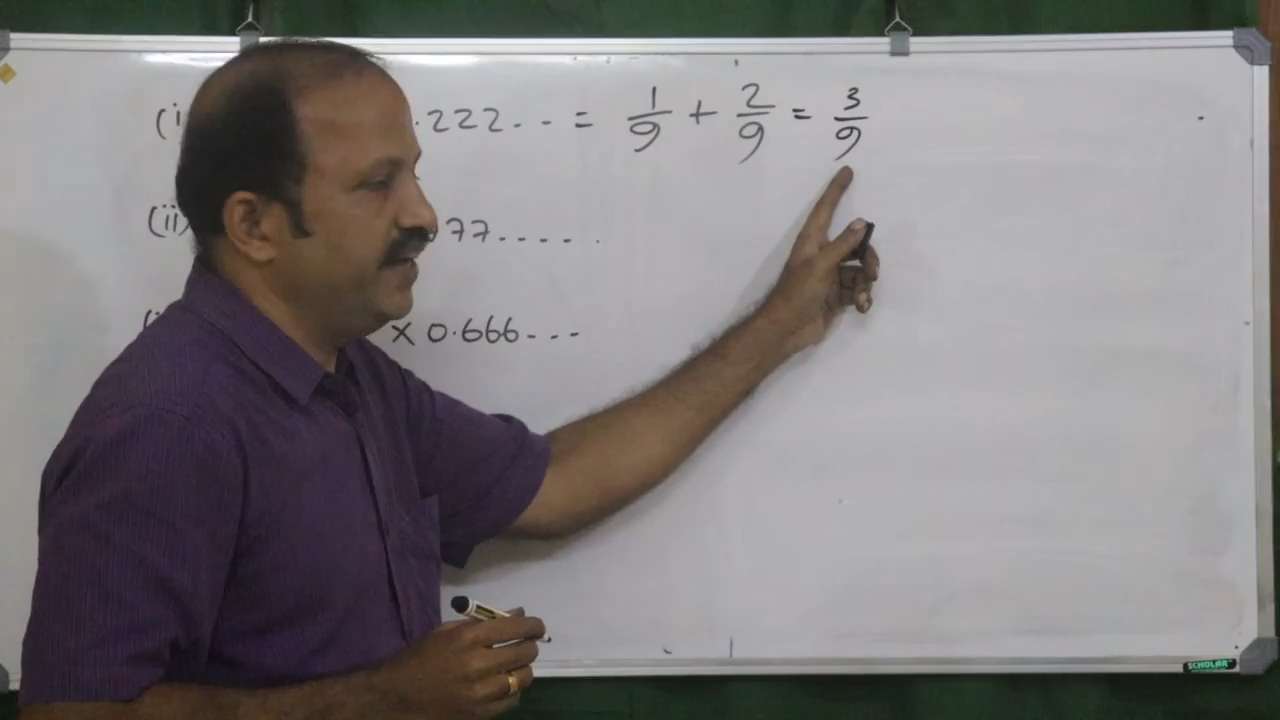 (i .222.-- = 1/9 + 2/9 = 3/9
(ii) 77.....
× 0.666---
SCHOLAR